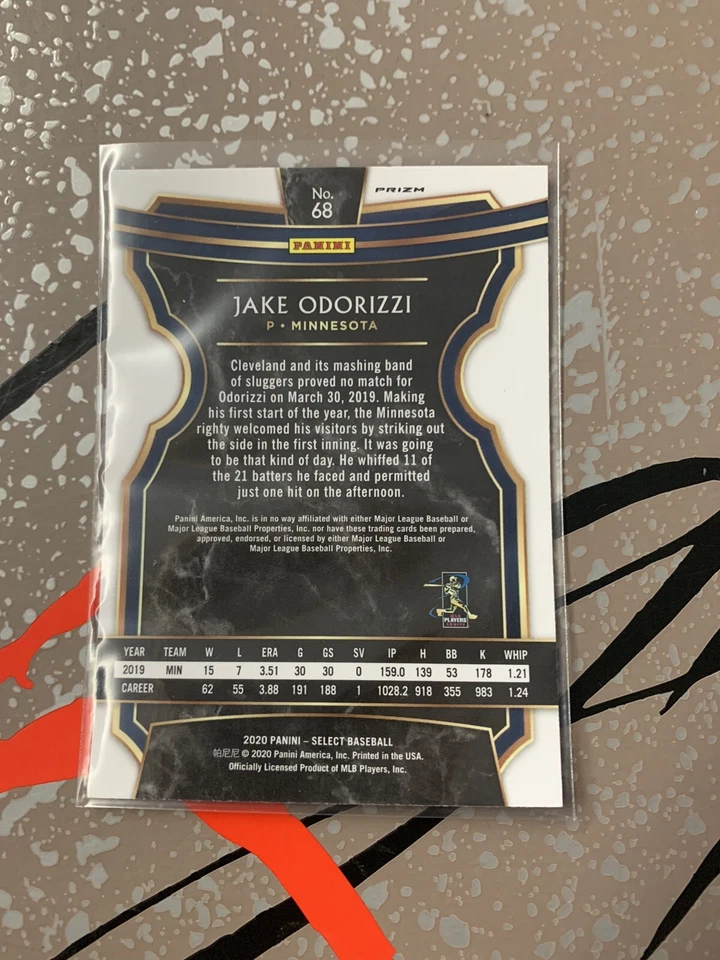 No.
68
PRIZM
PANINI
JAKE ODORIZZI
P • MINNESOTA
Cleveland and its mashing band
of sluggers proved no match for
Odorizzi on March 30, 2019. Making
his first start of the year, the Minnesota
righty welcomed his visitors by striking out
the side in the first inning. It was going
to be that kind of day. He whiffed 11 of
the 21 batters he faced and permitted
just one hit on the afternoon.
Panini America, Inc. is in no way affiliated with either Major League Baseball or
Major League Baseball Properties, Inc. nor have these trading cards been prepared,
approved, endorsed, or licensed by either Major League Baseball or
Major League Baseball Properties, Inc.
MLB
PLAYERS
YEAR TEAM W L ERA G GS SV IP H BB K WHIP
2019 MIN 15 7 3.51 30 30 0 159.0 139 53 178 1.21
CAREER 62 55 3.88 191 188 1 1028.2 918 355 983 1.24
2020 PANINI – SELECT BASEBALL
帕尼尼 © 2020 Panini America, Inc. Printed in the USA.
Officially Licensed Product of MLB Players, Inc.